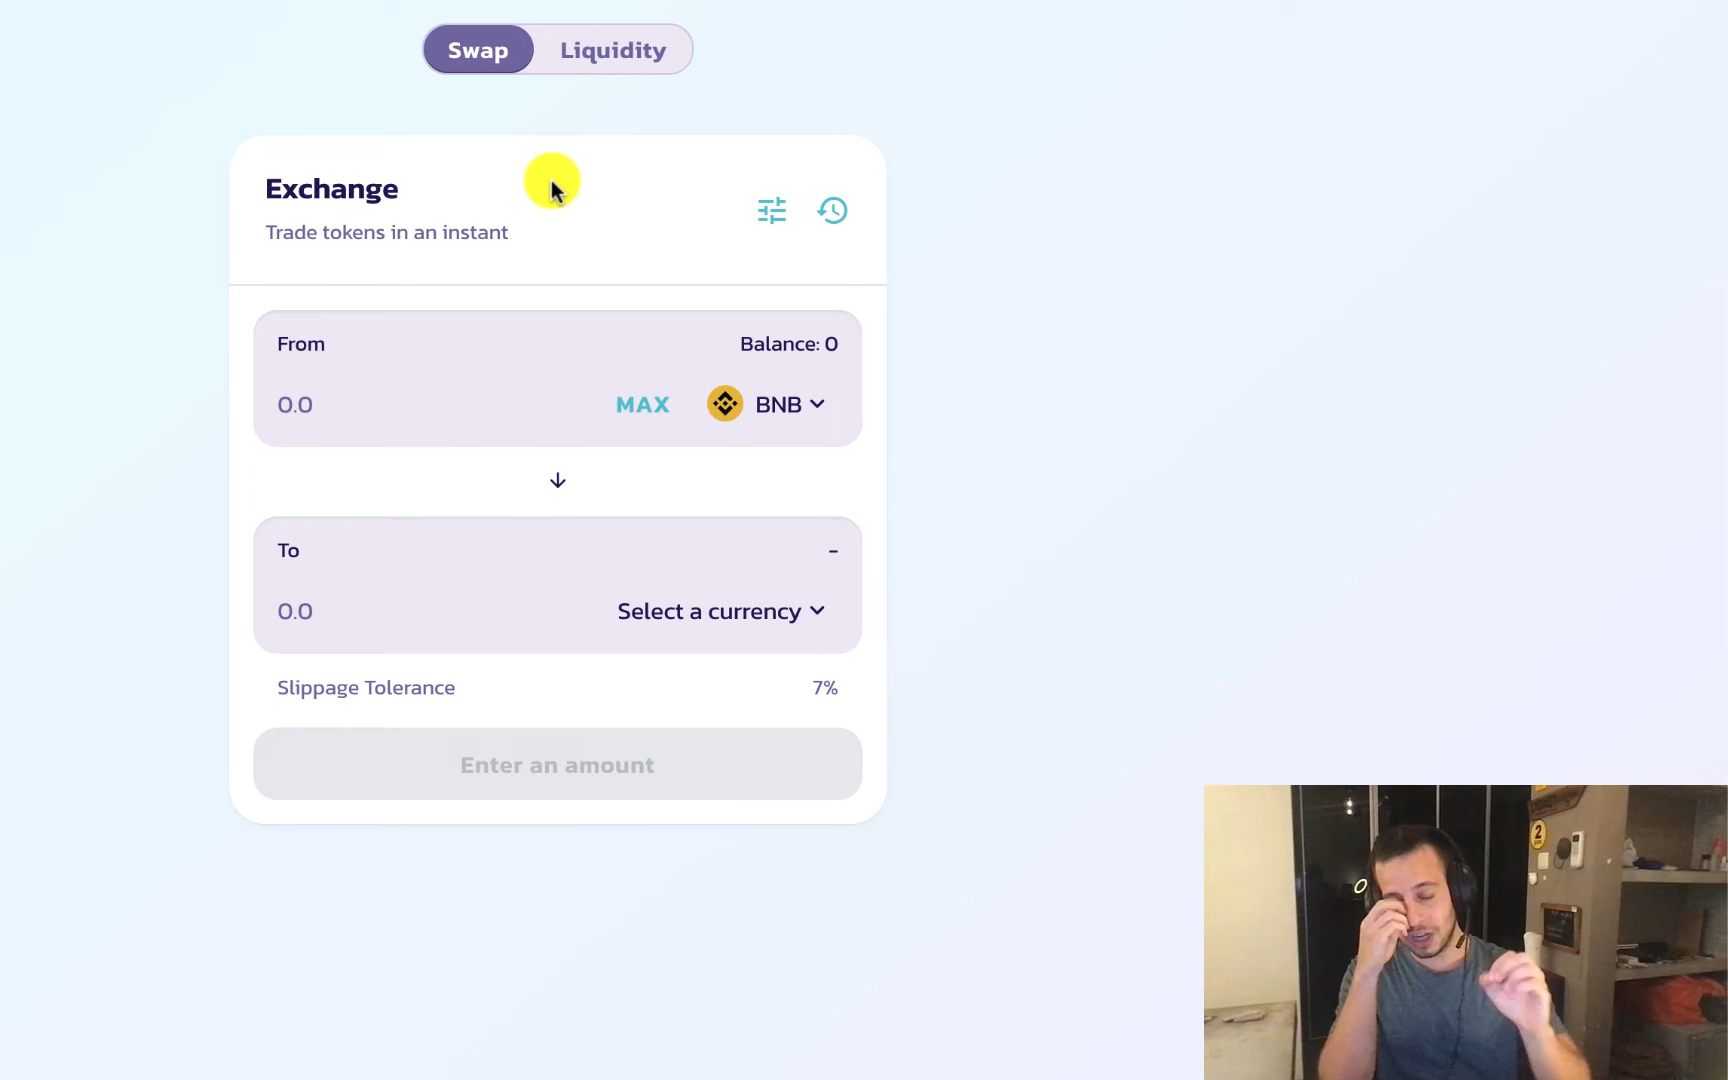 Swap Liquidity
Exchange
Trade tokens in an instant
From Balance: 0
0.0 MAX BNB
To -
0.0 Select a currency
Slippage Tolerance 7%
Enter an amount
2